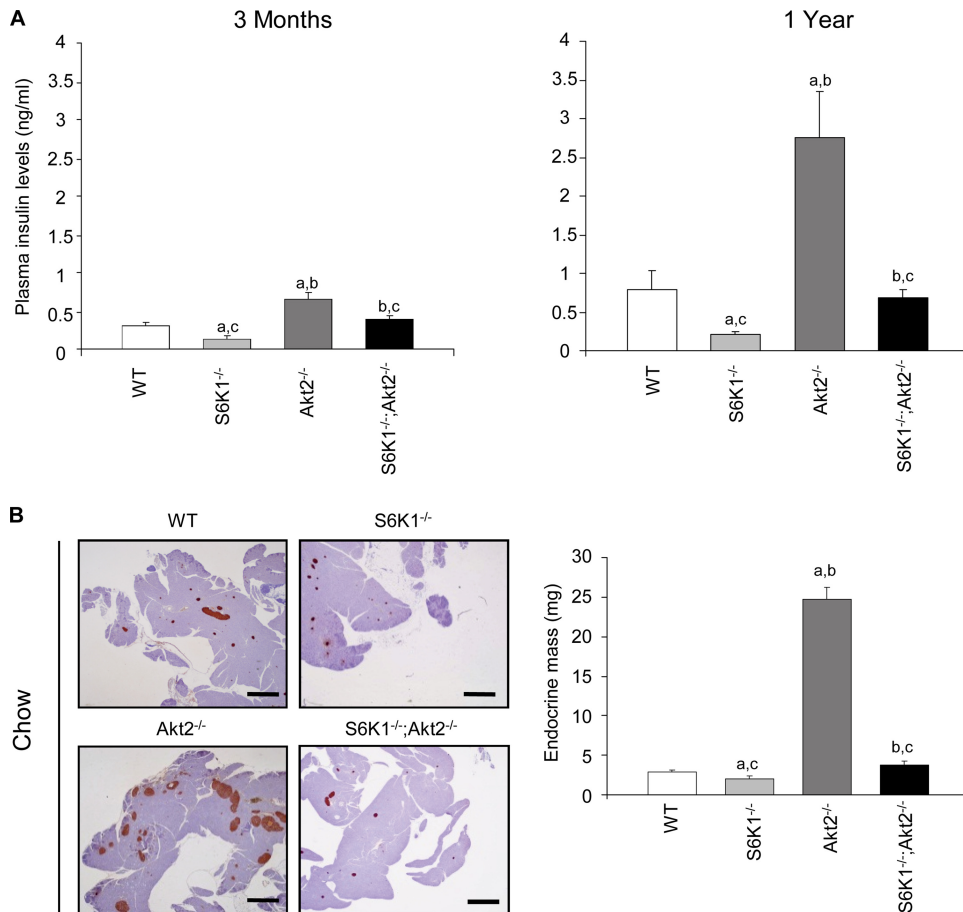 A
3 Months
1 Year
Plasma insulin levels (ng/ml)
4
3.5
3
2.5
2
1.5
1
0.5
0
a,c
a,b
b,c
WT
S6K1-/-
Akt2-/-
S6K1-/-;Akt2-/-
4
3.5
3
2.5
2
1.5
1
0.5
0
a,c
a,b
b,c
WT
S6K1-/-
Akt2-/-
S6K1-/-;Akt2-/-
B
Chow
WT
S6K1-/-
Akt2-/-
S6K1-/-;Akt2-/-
Endocrine mass (mg)
30
25
20
15
10
5
0
a,c
a,b
b,c
WT
S6K1-/-
Akt2-/-
S6K1-/-;Akt2-/-